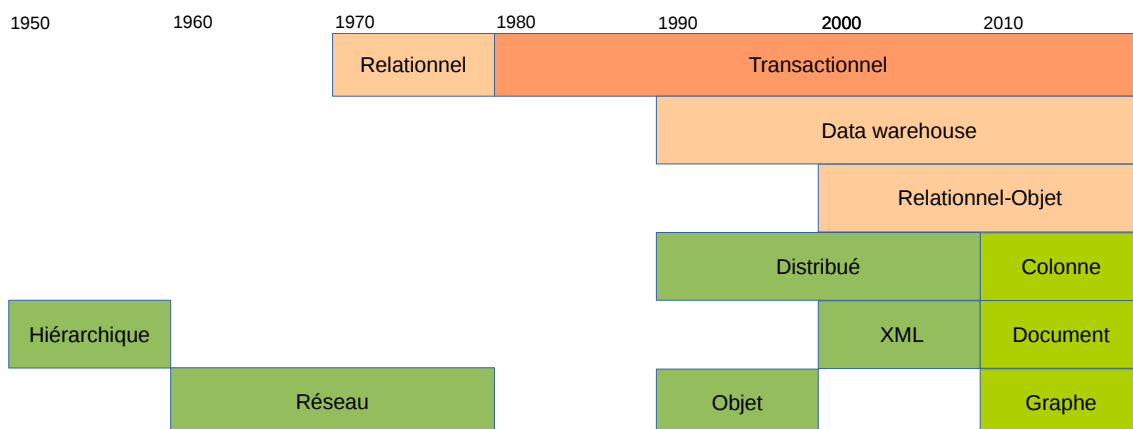 1950 1960 1970 1980 1990 2000 2010
Relationnel Transactionnel
Data warehouse
Relationnel-Objet
Distribué Colonne
Hiérarchique XML Document
Réseau Objet Graphe